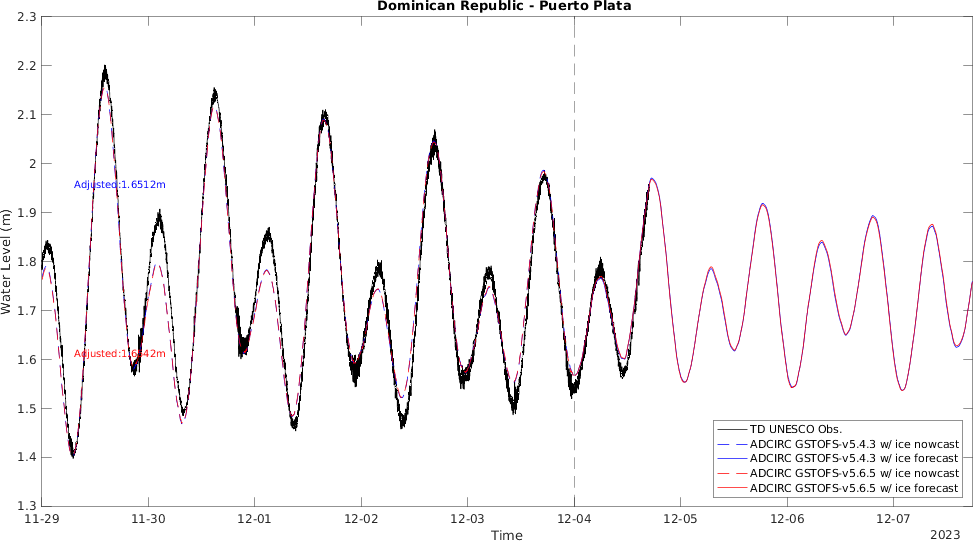 Dominican Republic - Puerto Plata
2.3
2.2
2.1
2
1.9
1.8
1.7
1.6
1.5
1.4
1.3
Water Level (m)
Adjusted:1.6512m
Adjusted:1.6342m
TD UNESCO Obs.
ADCIRC GSTOFS-v5.4.3 w/ ice nowcast
ADCIRC GSTOFS-v5.4.3 w/ ice forecast
ADCIRC GSTOFS-v5.6.5 w/ ice nowcast
ADCIRC GSTOFS-v5.6.5 w/ ice forecast
11-29 11-30 12-01 12-02 12-03 12-04 12-05 12-06 12-07
Time
2023